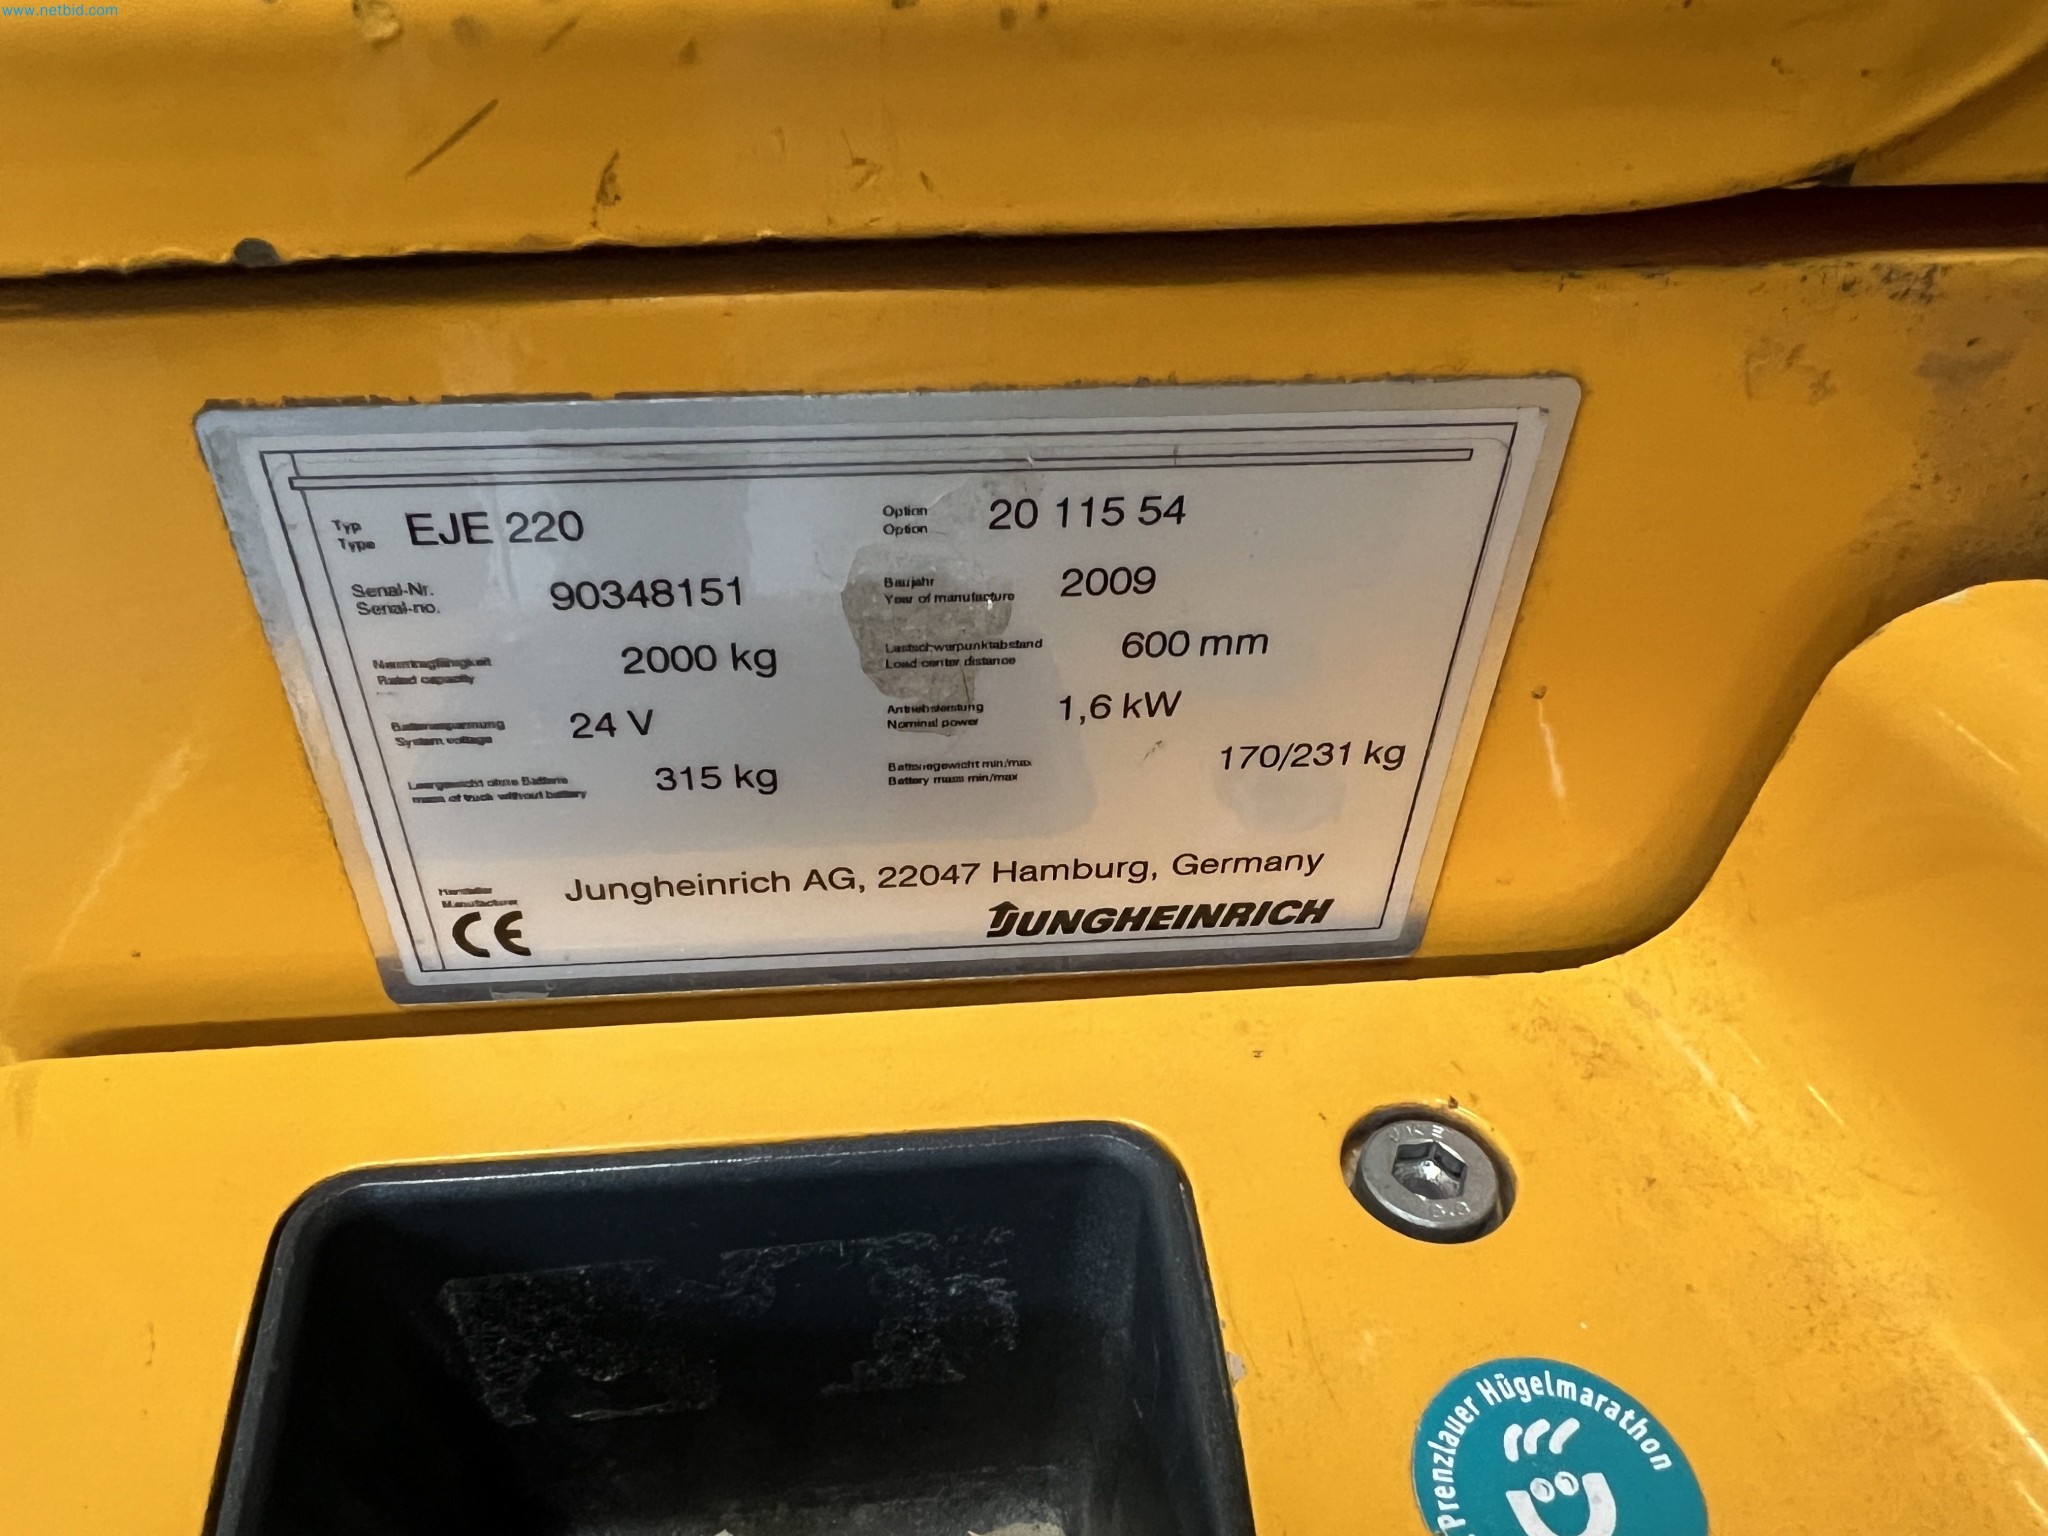 www.netbid.com
Typ
Type
EJE 220
Option
Option
20 115 54
Serial-Nr.
Serial-no.
90348151
Baujahr
Year of manufacture
2009
Nenntragfähigkeit
Rated capacity
2000 kg
Lastschwerpunktabstand
Load center distance
600 mm
Batteriespannung
System voltage
24 V
Antriebsleistung
Nominal power
1,6 kW
Leergewicht ohne Batterie
mass of truck without battery
315 kg
Batteriegewicht min/max
Battery mass min/max
170/231 kg
Hersteller
Manufacturer
Jungheinrich AG, 22047 Hamburg, Germany
CE
JUNGHEINRICH
Prenzlauer Hügelmarathon